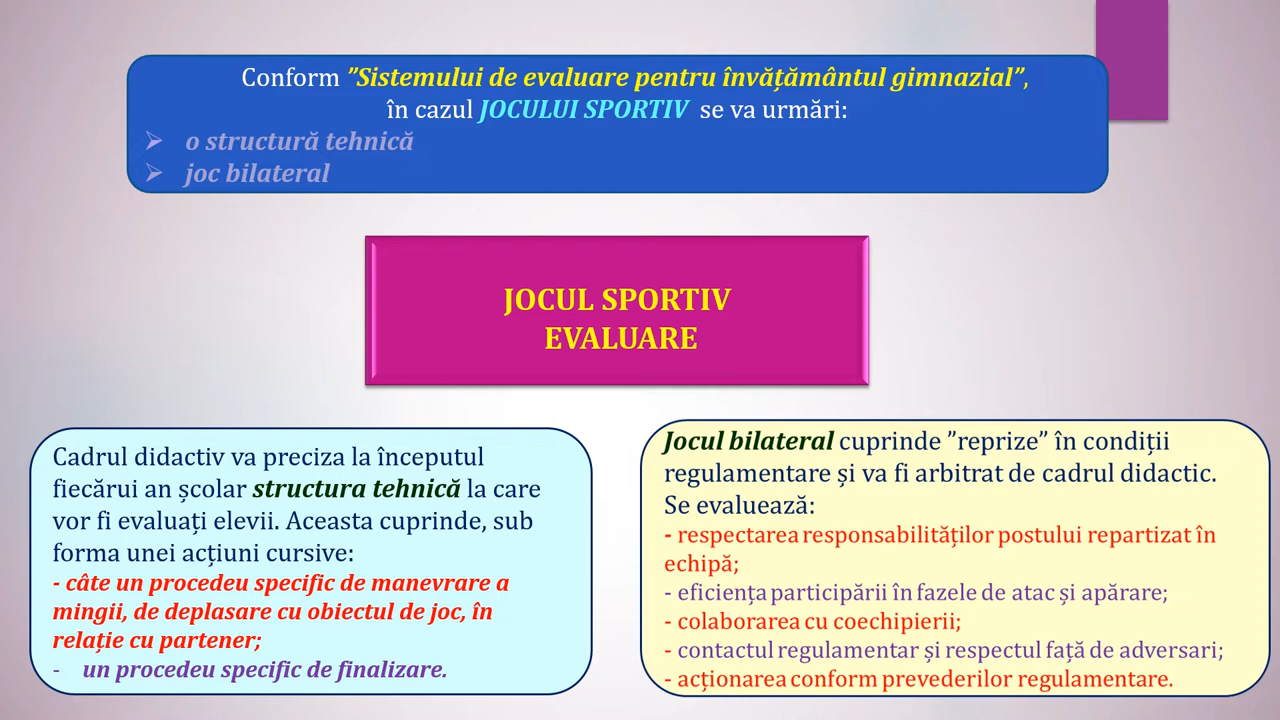 Conform ”Sistemului de evaluare pentru învățământul gimnazial”,
în cazul JOCULUI SPORTIV se va urmări:
➢ o structură tehnică
➢ joc bilateral
JOCUL SPORTIV
EVALUARE
Cadrul didactiv va preciza la începutul
fiecărui an școlar structura tehnică la care
vor fi evaluați elevii. Aceasta cuprinde, sub
forma unei acțiuni cursive:
- câte un procedeu specific de manevrare a
mingii, de deplasare cu obiectul de joc, în
relație cu partener;
- un procedeu specific de finalizare.
Jocul bilateral cuprinde ”reprize” în condiții
regulamentare și va fi arbitrat de cadrul didactic.
Se evaluează:
- respectarea responsabilităților postului repartizat în
echipă;
- eficiența participării în fazele de atac și apărare;
- colaborarea cu coechipierii;
- contactul regulamentar și respectul față de adversari;
- acționarea conform prevederilor regulamentare.